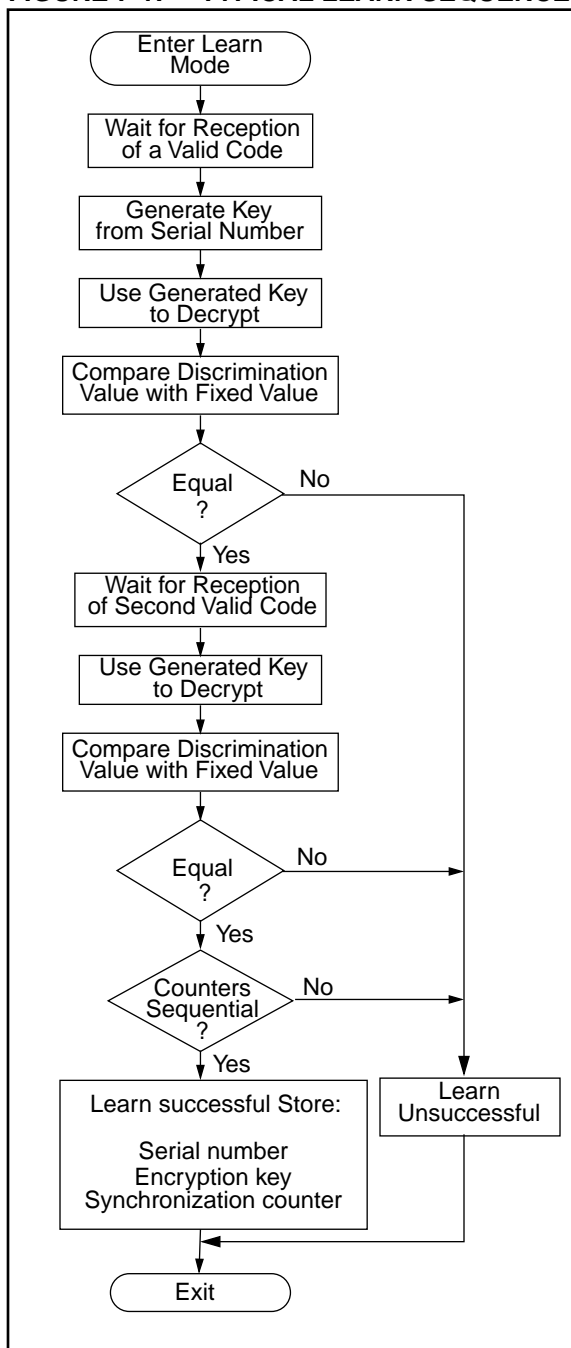 Enter Learn
Mode
Wait for Reception
of a Valid Code
Generate Key
from Serial Number
Use Generated Key
to Decrypt
Compare Discrimination
Value with Fixed Value
Equal
?
No
Yes
Wait for Reception
of Second Valid Code
Use Generated Key
to Decrypt
Compare Discrimination
Value with Fixed Value
Equal
?
No
Yes
Counters
Sequential
?
No
Yes
Learn successful Store:
Serial number
Encryption key
Synchronization counter
Learn
Unsuccessful
Exit